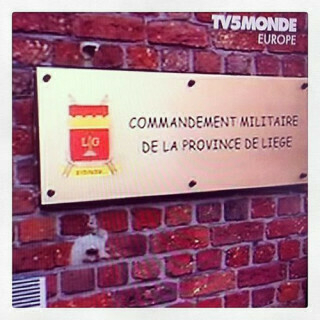 TV5MONDE
EUROPE
COMMANDEMENT MILITAIRE
DE LA PROVINCE DE LIEGE
LG